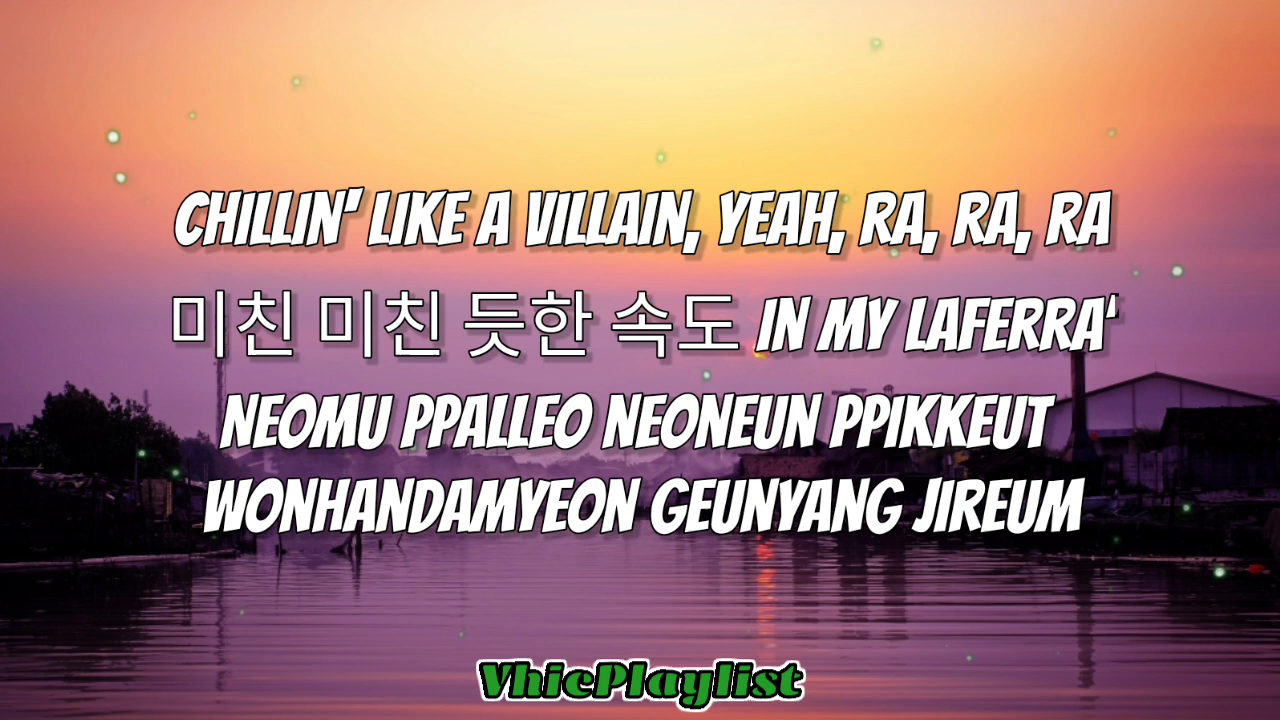 CHILLIN' LIKE A VILLAIN, YEAH, RA, RA, RA
미친 미친 듯한 속도 IN MY LAFERRA'
NEOMU PPALLEO NEONEUN PPIKKEUT
WONHANDAMYEON GEUNYANG JIREUM
VhicPlaylist